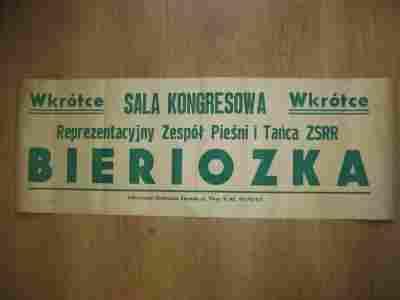 Wkrótce SALA KONGRESOWA Wkrótce
Reprezentacyjny Zespół Pieśni i Tańca ZSRR
BIERIOZKA